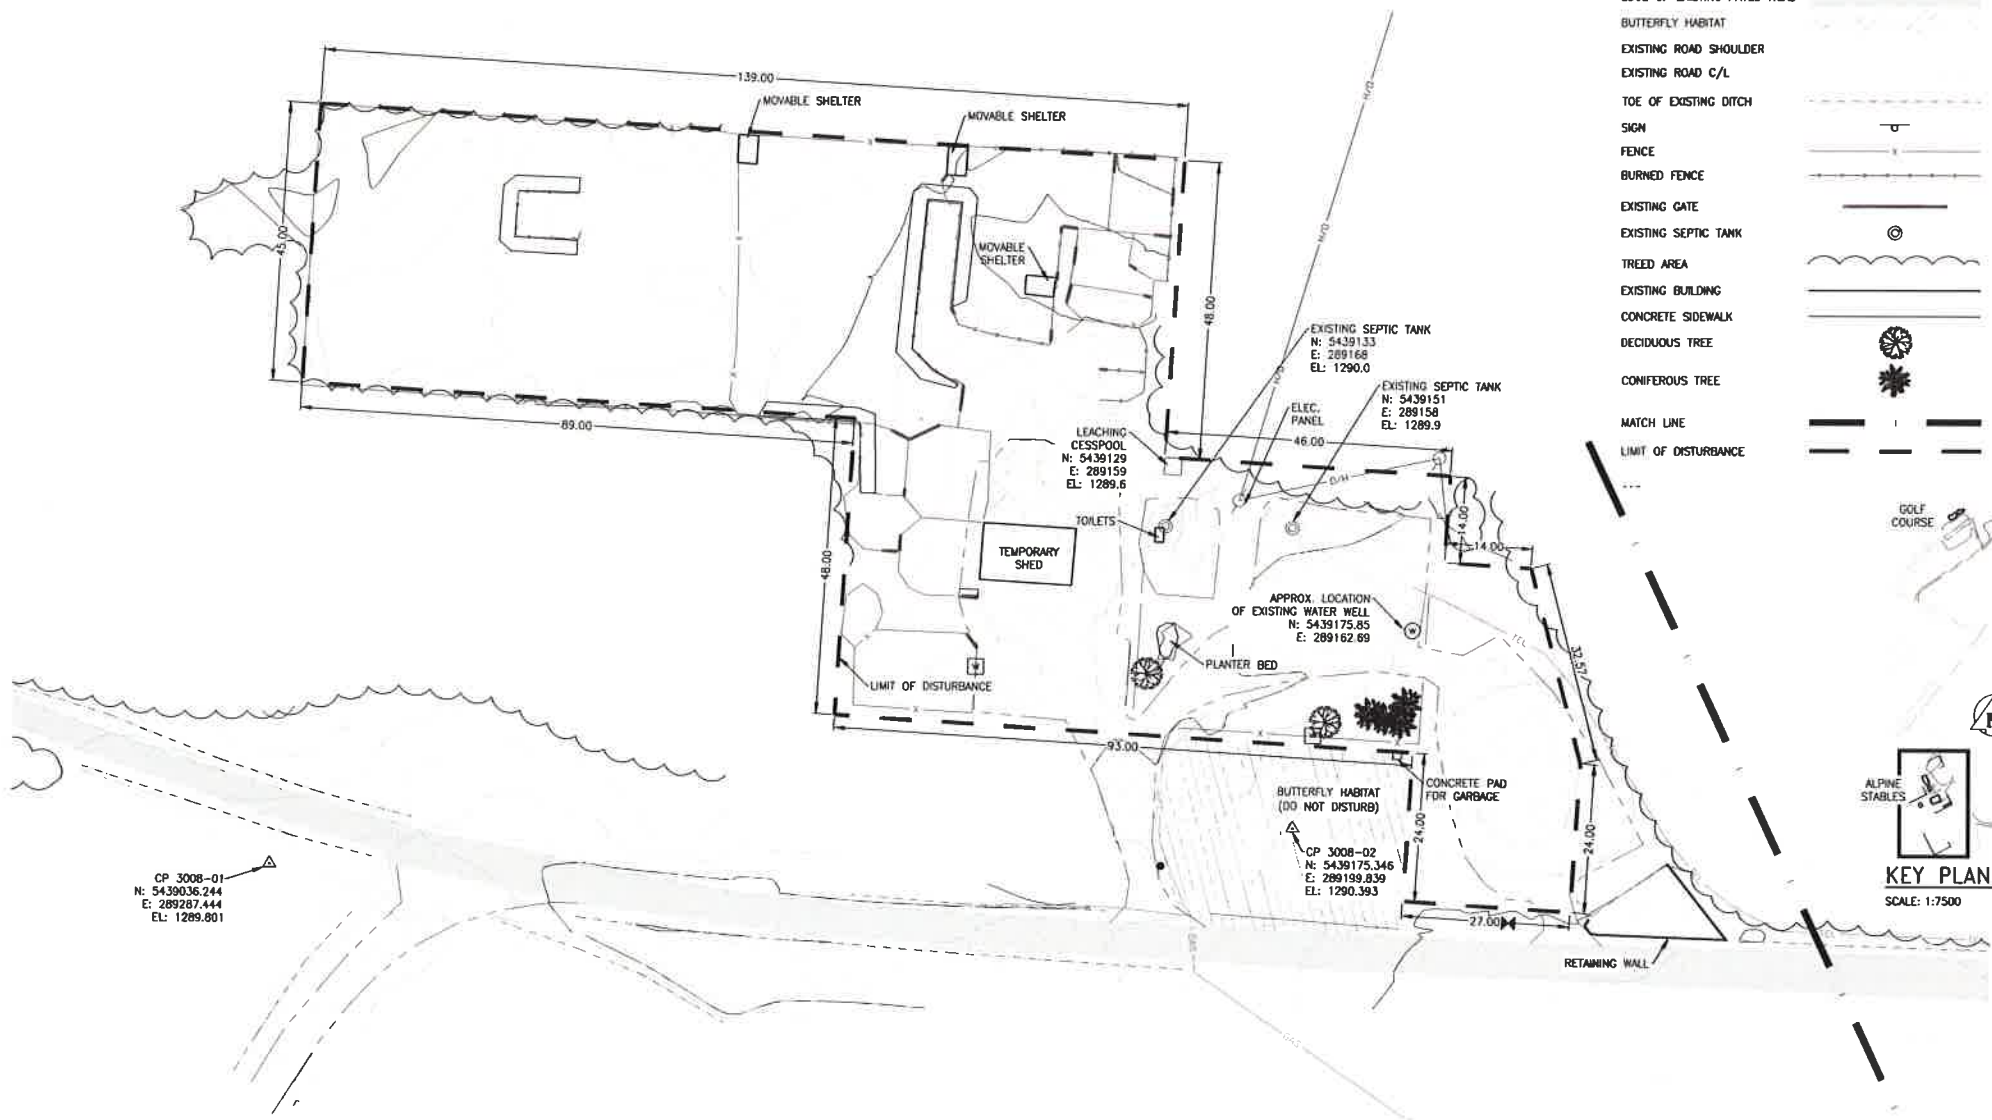 139.00
MOVABLE SHELTER
MOVABLE SHELTER
45.00
MOVABLE
SHELTER
48.00
89.00
H/O
H/O
H/O
EXISTING SEPTIC TANK
N: 5439133
E: 289168
EL: 1290.0
EXISTING SEPTIC TANK
N: 5439151
E: 289158
EL: 1289.9
ELEC.
PANEL
LEACHING
CESSPOOL
N: 5439129
E: 289159
EL: 1289.6
46.00
O/H
14.00
14.00
TOILETS
TEMPORARY
SHED
48.00
APPROX. LOCATION
OF EXISTING WATER WELL
N: 5439175.85
E: 289162.69
W
W
TEL
32.57
PLANTER BED
LIMIT OF DISTURBANCE
93.00
CONCRETE PAD
FOR GARBAGE
BUTTERFLY HABITAT
(DO NOT DISTURB)
24.00
24.00
CP 3008-02
N: 5439175.346
E: 289199.839
EL: 1290.393
CP 3008-01
N: 5439036.244
E: 289287.444
EL: 1289.801
27.00
RETAINING WALL
GAS
GAS
TEL
BUTTERFLY HABITAT
EXISTING ROAD SHOULDER
EXISTING ROAD C/L
TOE OF EXISTING DITCH
SIGN
FENCE
BURNED FENCE
EXISTING GATE
EXISTING SEPTIC TANK
TREED AREA
EXISTING BUILDING
CONCRETE SIDEWALK
DECIDUOUS TREE
CONIFEROUS TREE
MATCH LINE
LIMIT OF DISTURBANCE
GOLF
COURSE
ALPINE
STABLES
KEY PLAN
SCALE: 1:7500